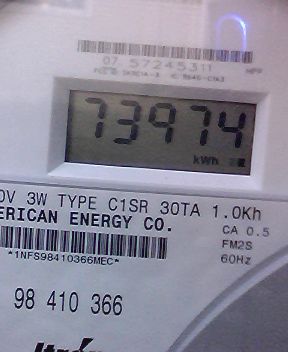 07 57245311
73974
kWh
0V 3W TYPE C1SR 30TA 1.0Kh
ERICAN ENERGY CO.
CA 0.5
FM2S
*1NFS98410366MEC*
60Hz
98 410 366
Itrón